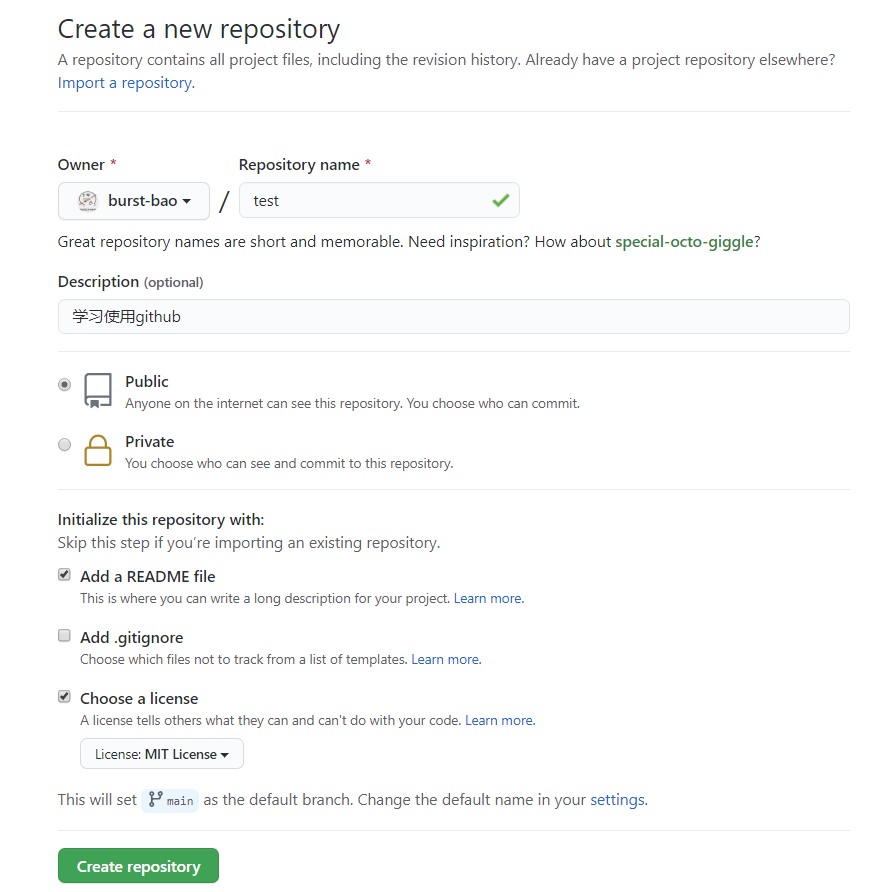 Create a new repository
A repository contains all project files, including the revision history. Already have a project repository elsewhere?
Import a repository.
Owner * Repository name *
burst-bao / test
Great repository names are short and memorable. Need inspiration? How about special-octo-giggle?
Description (optional)
学习使用github
Public
Anyone on the internet can see this repository. You choose who can commit.
Private
You choose who can see and commit to this repository.
Initialize this repository with:
Skip this step if you're importing an existing repository.
Add a README file
This is where you can write a long description for your project. Learn more.
Add .gitignore
Choose which files not to track from a list of templates. Learn more.
Choose a license
A license tells others what they can and can't do with your code. Learn more.
License: MIT License
This will set main as the default branch. Change the default name in your settings.
Create repository